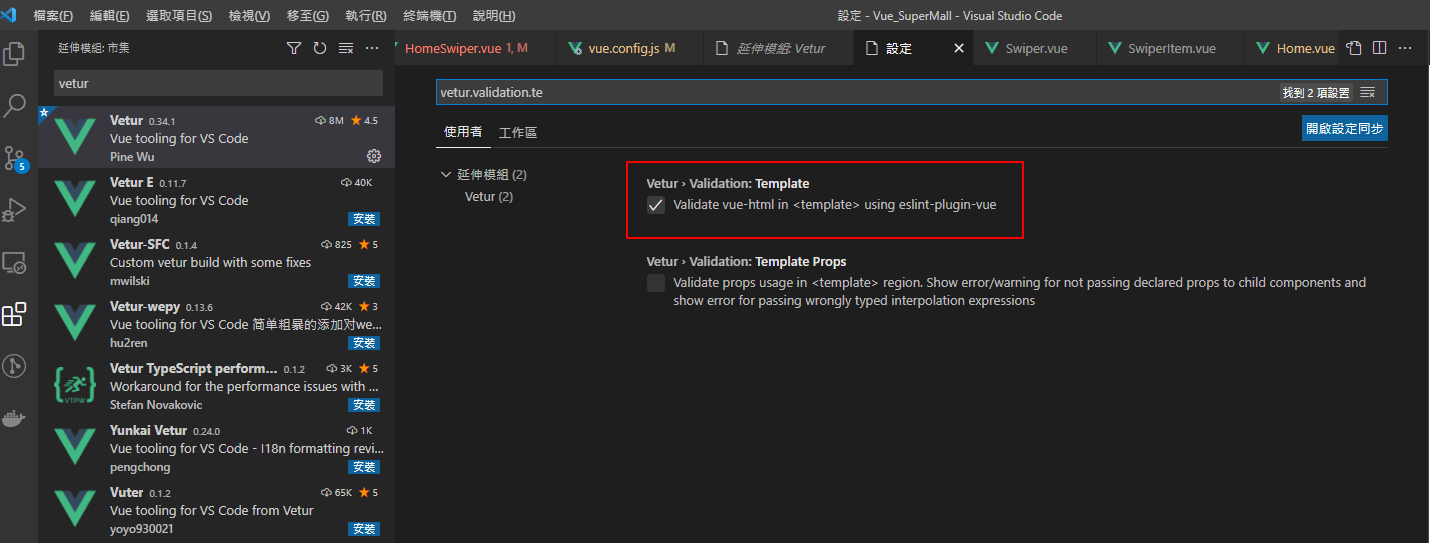 檔案(F) 編輯(E) 選取項目(S) 檢視(V) 移至(G) 執行(R) 終端機(T) 說明(H) 設定 - Vue_SuperMall - Visual Studio Code
延伸模組: 市集
HomeSwiper.vue 1, M vue.config.js M 延伸模組: Vetur 設定 Swiper.vue SwiperItem.vue Home.vue
vetur
vetur.validation.te 找到 2 項設置
使用者 工作區 開啟設定同步
延伸模組 (2)
Vetur (2)
Vetur › Validation: Template
Validate vue-html in <template> using eslint-plugin-vue
Vetur › Validation: Template Props
Validate props usage in <template> region. Show error/warning for not passing declared props to child components and
show error for passing wrongly typed interpolation expressions
Vetur 0.34.1 8M 4.5
Vue tooling for VS Code
Pine Wu
Vetur E 0.11.7 40K
Vue tooling for VS Code
qiang014 安裝
Vetur-SFC 0.1.4 825 5
Custom vetur build with some fixes
mwilski 安裝
Vetur-wepy 0.13.6 42K 3
Vue tooling for VS Code 简单粗暴的添加对we...
hu2ren 安裝
Vetur TypeScript perform... 0.1.2 3K 5
Workaround for the performance issues with ...
Stefan Novakovic 安裝
VTPW
Yunkai Vetur 0.24.0 1K
Vue tooling for VS Code - I18n formatting revi...
pengchong 安裝
Vuter 0.1.2 65K 5
Vue tooling for VS Code from Vetur
yoyo930021 安裝
5